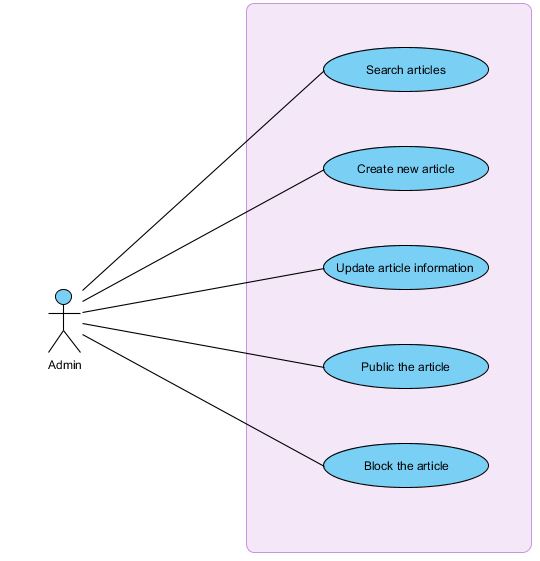 Search articles
Create new article
Update article information
Admin
Public the article
Block the article